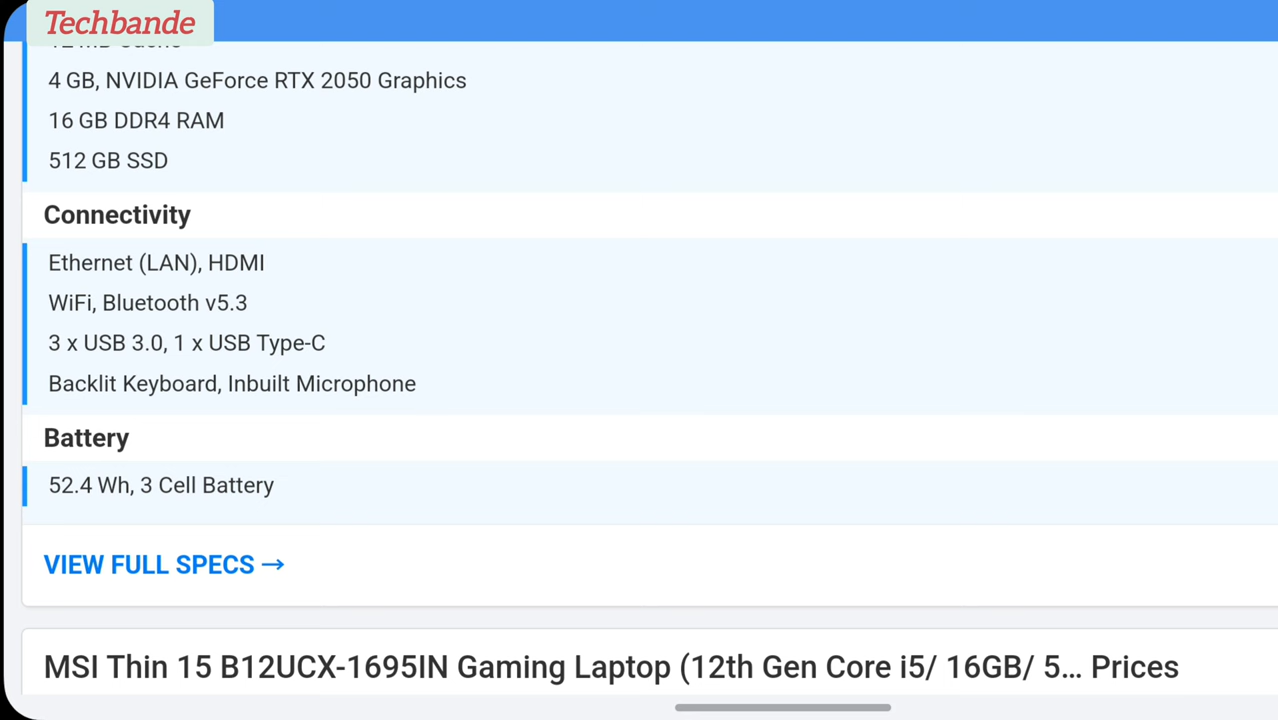 Techbande
4 GB, NVIDIA GeForce RTX 2050 Graphics
16 GB DDR4 RAM
512 GB SSD
Connectivity
Ethernet (LAN), HDMI
WiFi, Bluetooth v5.3
3 x USB 3.0, 1 x USB Type-C
Backlit Keyboard, Inbuilt Microphone
Battery
52.4 Wh, 3 Cell Battery
VIEW FULL SPECS →
MSI Thin 15 B12UCX-1695IN Gaming Laptop (12th Gen Core i5/ 16GB/ 5... Prices